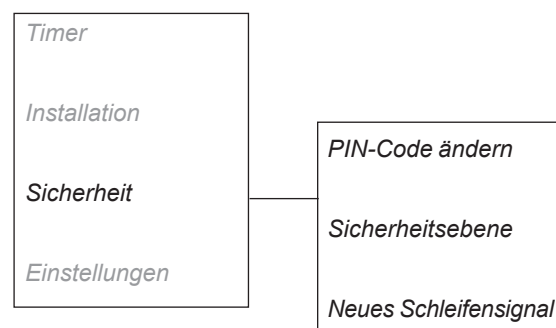 Timer
Installation
Sicherheit
Einstellungen
PIN-Code ändern
Sicherheitsebene
Neues Schleifensignal